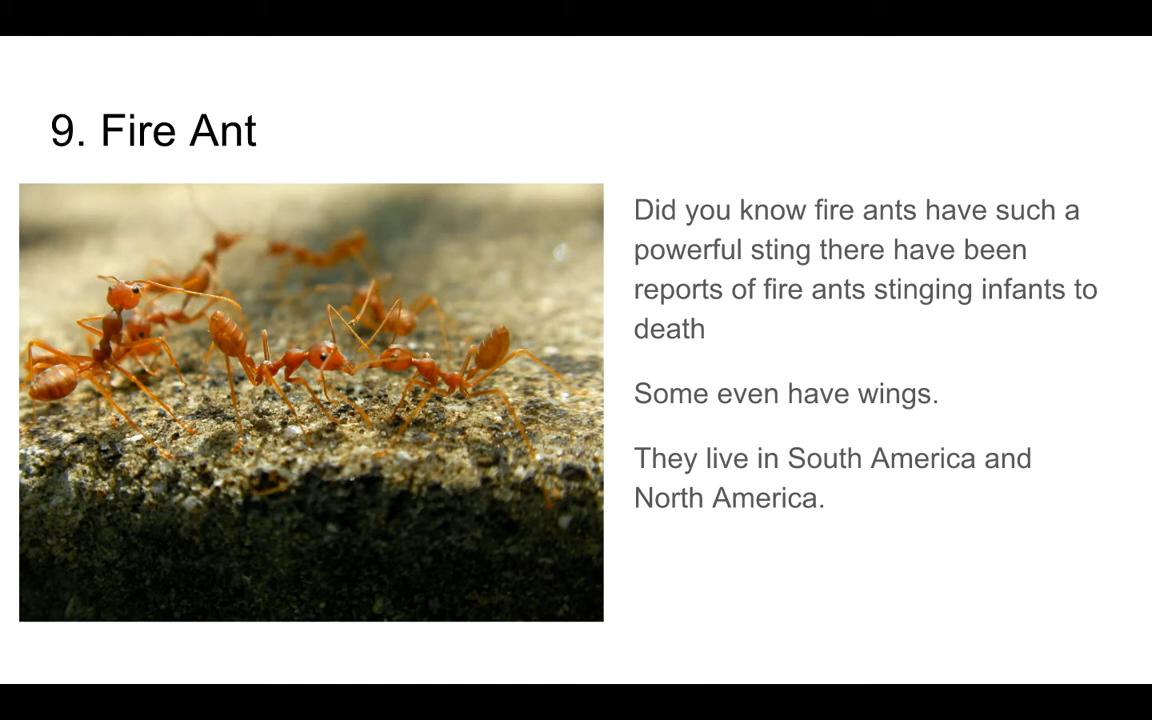 9. Fire Ant
Did you know fire ants have such a
powerful sting there have been
reports of fire ants stinging infants to
death
Some even have wings.
They live in South America and
North America.